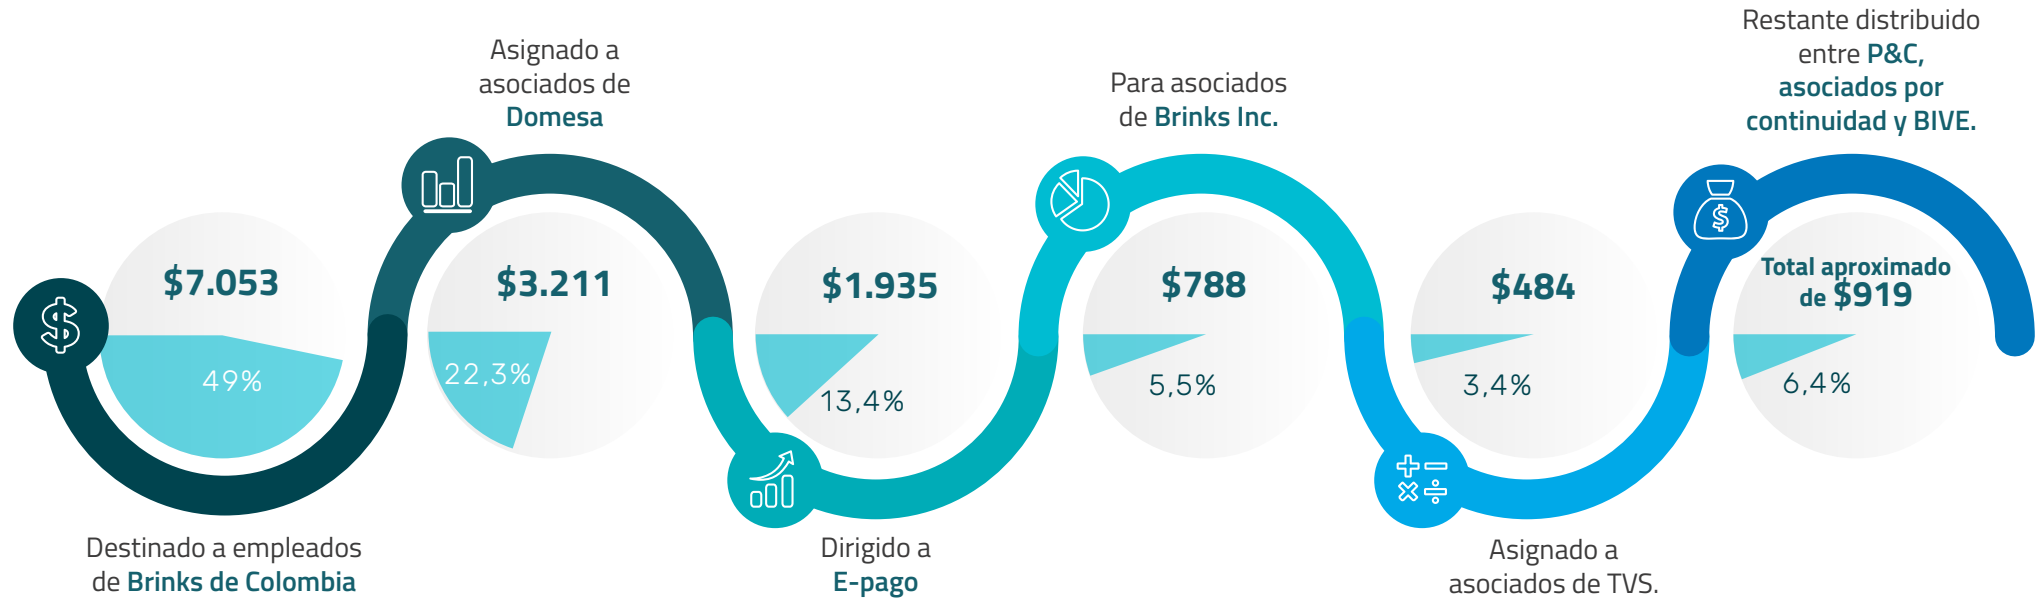 $7.053
49%
Destinado a empleados
de Brinks de Colombia
Asignado a
asociados de
Domesa
$3.211
22,3%
$1.935
13,4%
Dirigido a
E-pago
Para asociados
de Brinks Inc.
$788
5,5%
$484
3,4%
Asignado a
asociados de TVS.
Restante distribuido
entre P&C,
asociados por
continuidad y BIVE.
Total aproximado
de $919
6,4%